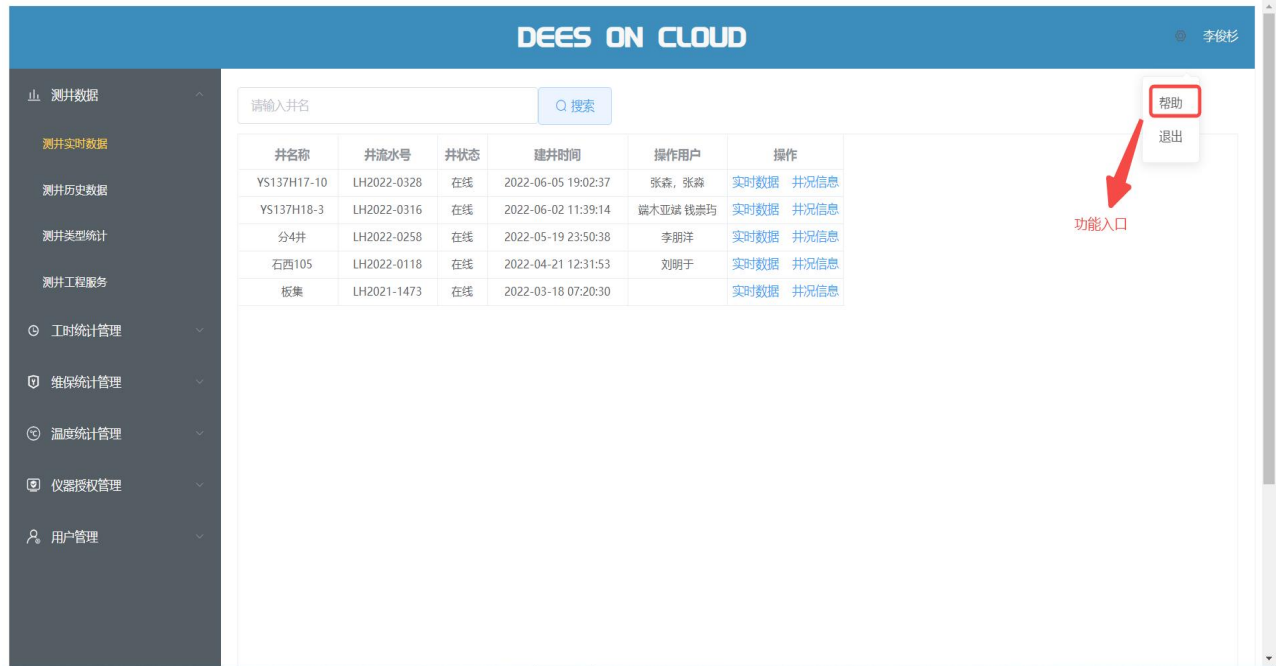 DEES ON CLOUD
李俊杉
测井数据
测井实时数据
测井历史数据
测井类型统计
测井工程服务
工时统计管理
维保统计管理
温度统计管理
仪器授权管理
用户管理
请输入井名 搜索
帮助
退出
功能入口
井名称 井流水号 井状态 建井时间 操作用户 操作
YS137H17-10 LH2022-0328 在线 2022-06-05 19:02:37 张森，张淼 实时数据 井况信息
YS137H18-3 LH2022-0316 在线 2022-06-02 11:39:14 端木亚斌 钱崇玙 实时数据 井况信息
分4井 LH2022-0258 在线 2022-05-19 23:50:38 李朋洋 实时数据 井况信息
石西105 LH2022-0118 在线 2022-04-21 12:31:53 刘明于 实时数据 井况信息
板集 LH2021-1473 在线 2022-03-18 07:20:30 实时数据 井况信息